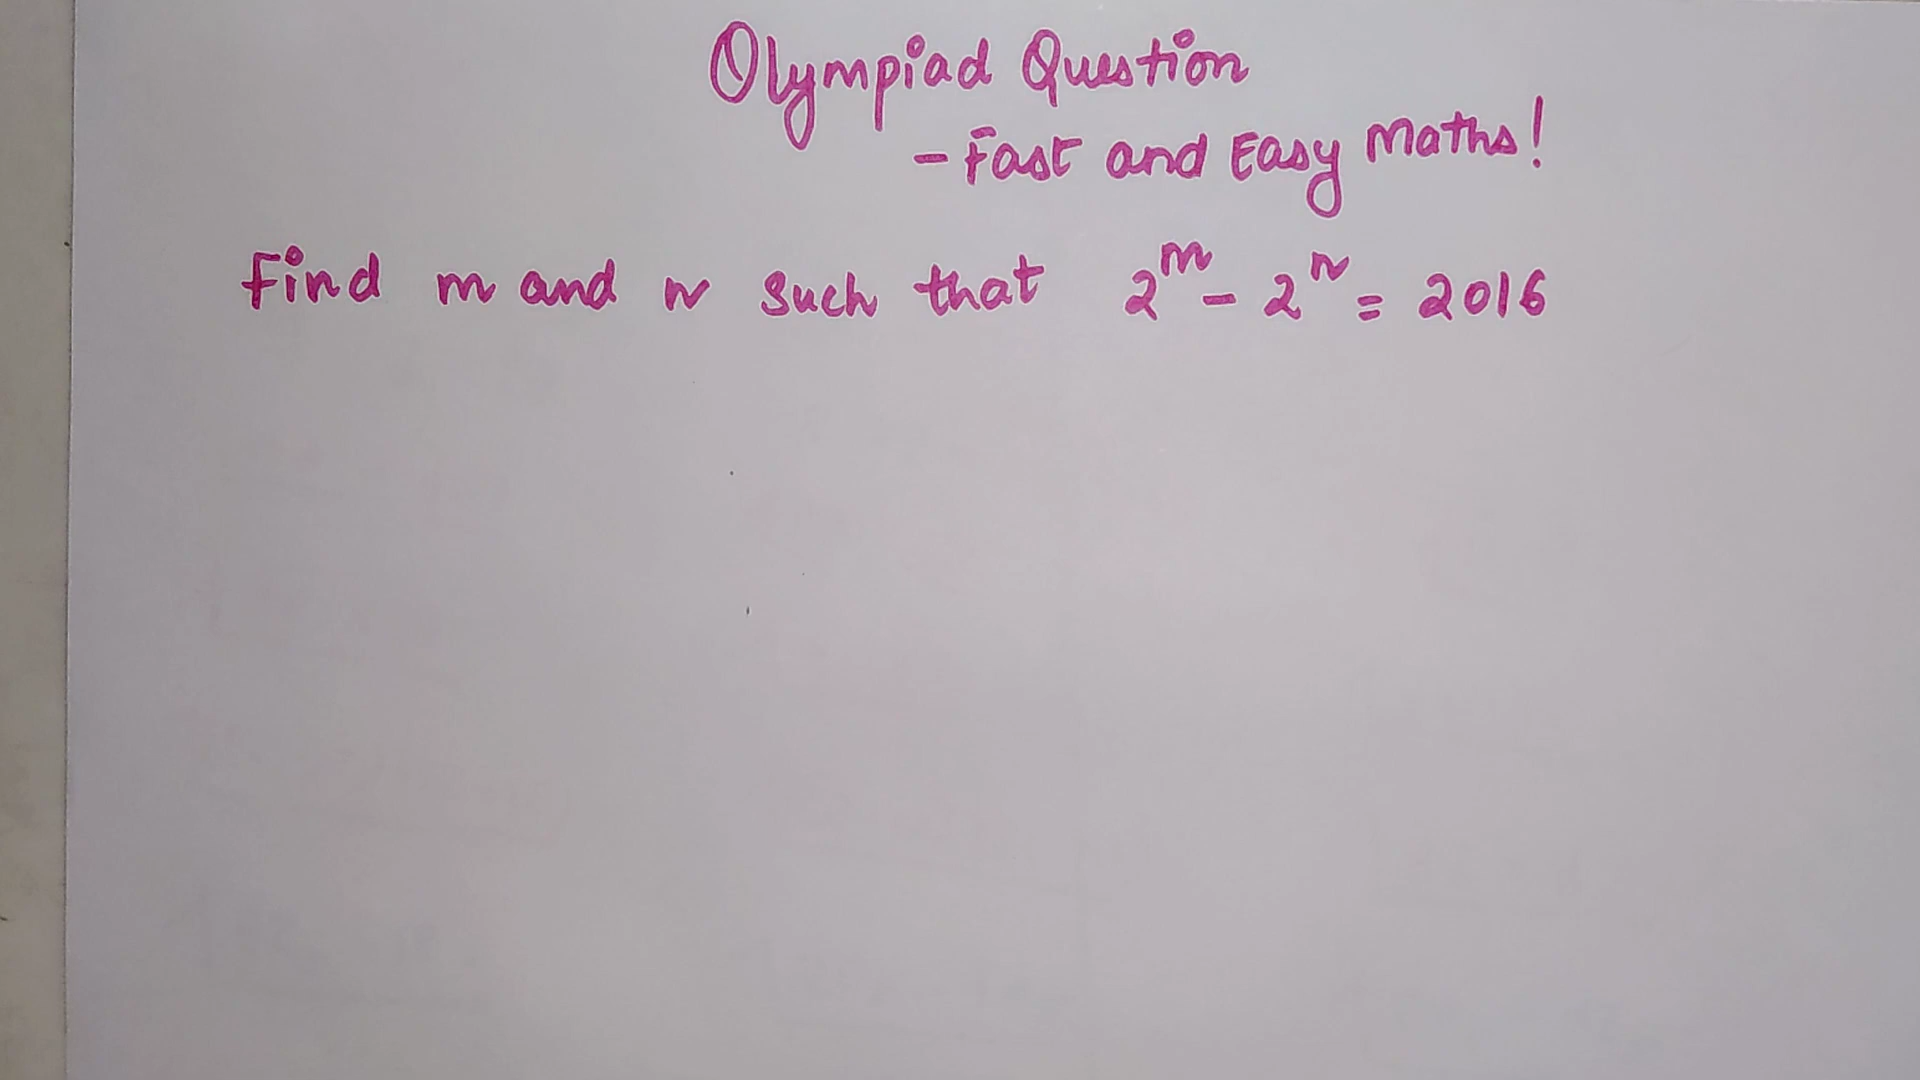 Olympiad Question
- Fast and Easy Maths!
Find m and n such that 2^m - 2^n = 2016